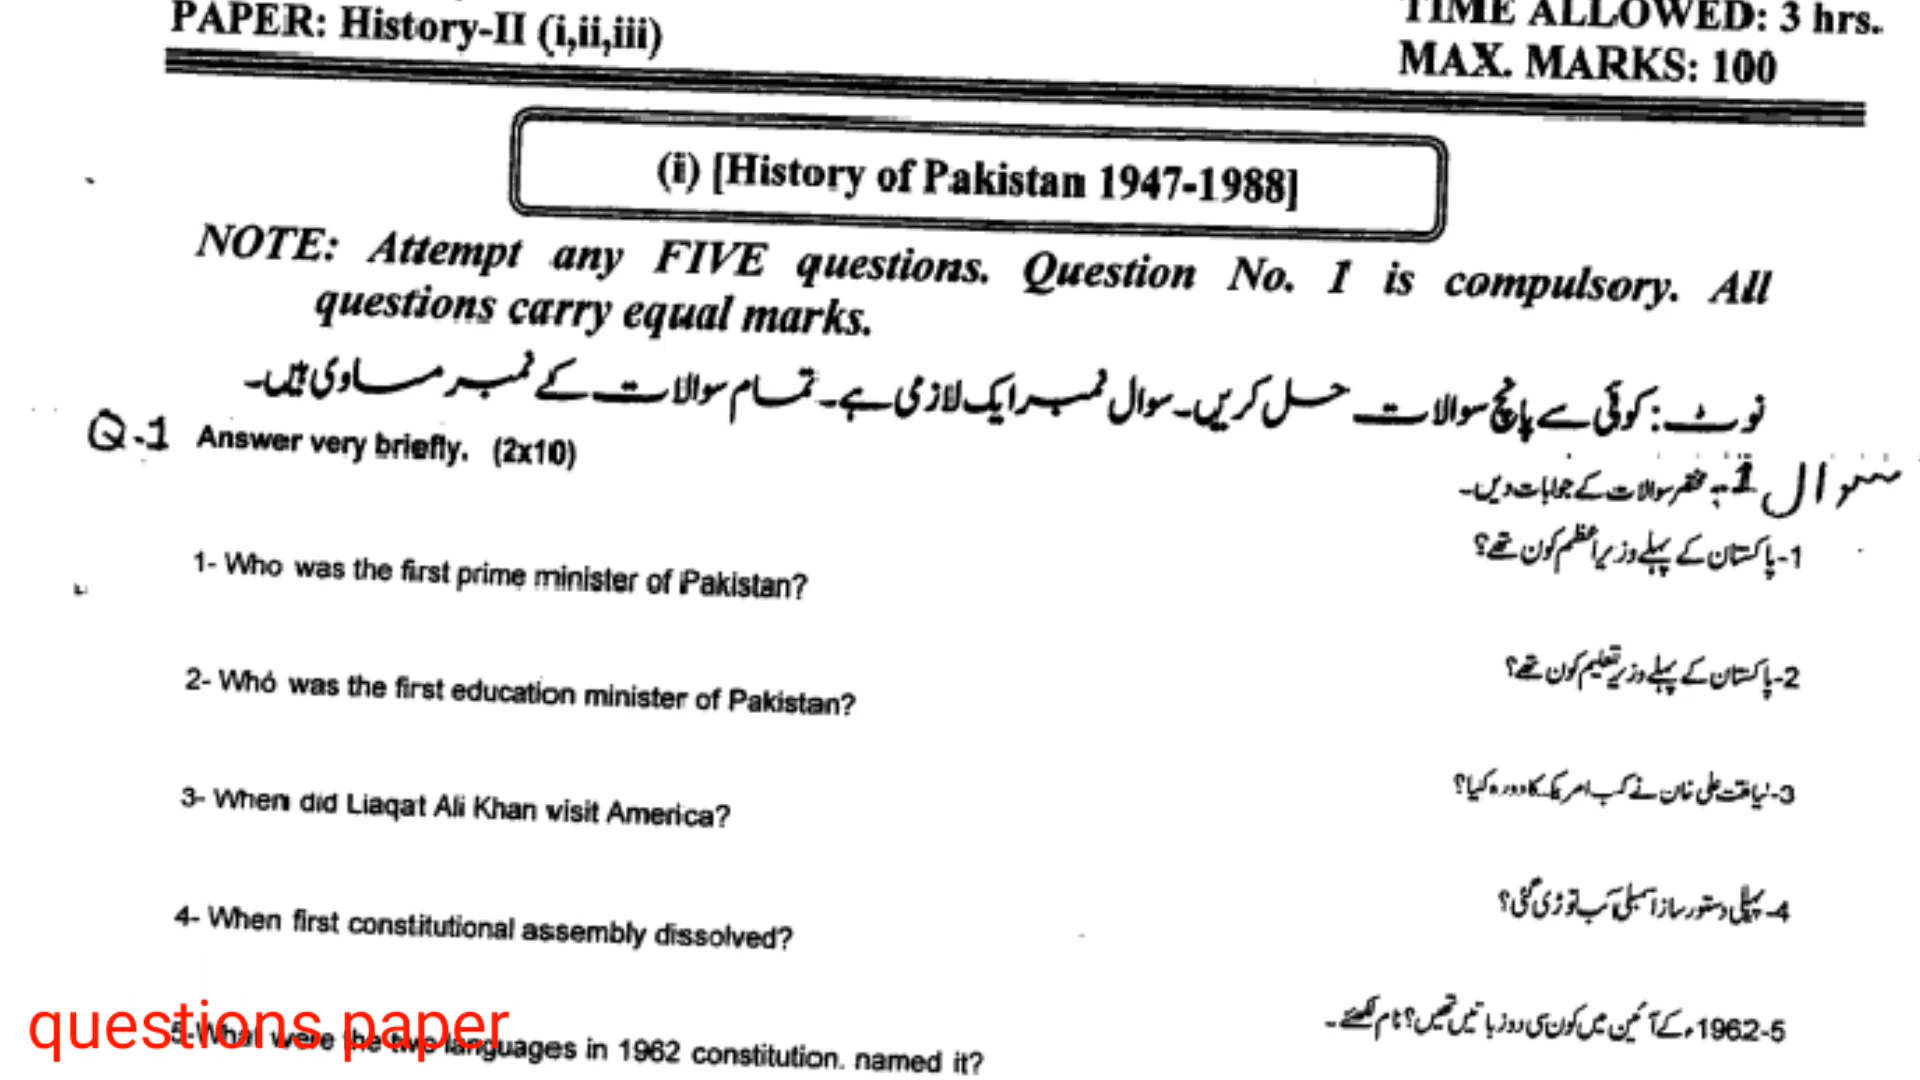 PAPER: History-II (i,ii,iii)
TIME ALLOWED: 3 hrs.
MAX. MARKS: 100
(i) [History of Pakistan 1947-1988]
NOTE: Attempt any FIVE questions. Question No. 1 is compulsory. All
questions carry equal marks.
نوٹ: کوئی سے پانچ سوالات حل کریں۔ سوال نمبر ایک لازمی ہے۔ تمام سوالات کے نمبر مساوی ہیں۔
Q-1 Answer very briefly. (2x10)
سوال 1:۔ مختصر سوالات کے جوابات دیں۔
1- Who was the first prime minister of Pakistan?
1- پاکستان کے پہلے وزیراعظم کون تھے؟
2- Who was the first education minister of Pakistan?
2- پاکستان کے پہلے وزیر تعلیم کون تھے؟
3- When did Liaqat Ali Khan visit America?
3- لیاقت علی خان نے کب امریکہ کا دورہ کیا؟
4- When first constitutional assembly dissolved?
4- پہلی دستور ساز اسمبلی کب توڑی گئی؟
5-What were the two languages in 1962 constitution. named it?
5-1962ء کے آئین میں کون سی دو زبانیں تھیں؟ نام لکھئے۔
questions paper